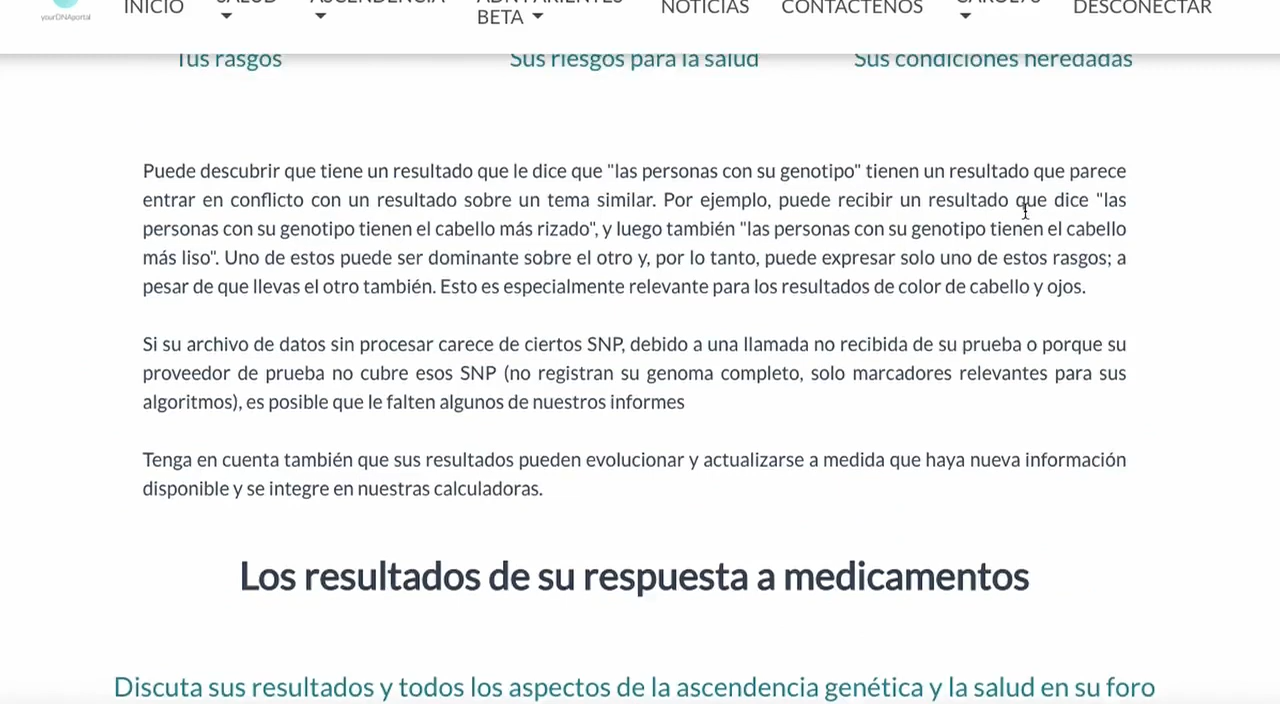 yourDNAportal
INICIO
SALUD
ASCENDENCIA
ADN PARIENTES
BETA
NOTICIAS
CONTÁCTENOS
DESCONECTAR
Tus rasgos
Sus riesgos para la salud
Sus condiciones heredadas
Puede descubrir que tiene un resultado que le dice que "las personas con su genotipo" tienen un resultado que parece
entrar en conflicto con un resultado sobre un tema similar. Por ejemplo, puede recibir un resultado que dice "las
personas con su genotipo tienen el cabello más rizado", y luego también "las personas con su genotipo tienen el cabello
más liso". Uno de estos puede ser dominante sobre el otro y, por lo tanto, puede expresar solo uno de estos rasgos; a
pesar de que llevas el otro también. Esto es especialmente relevante para los resultados de color de cabello y ojos.
Si su archivo de datos sin procesar carece de ciertos SNP, debido a una llamada no recibida de su prueba o porque su
proveedor de prueba no cubre esos SNP (no registran su genoma completo, solo marcadores relevantes para sus
algoritmos), es posible que le falten algunos de nuestros informes
Tenga en cuenta también que sus resultados pueden evolucionar y actualizarse a medida que haya nueva información
disponible y se integre en nuestras calculadoras.
Los resultados de su respuesta a medicamentos
Discuta sus resultados y todos los aspectos de la ascendencia genética y la salud en su foro